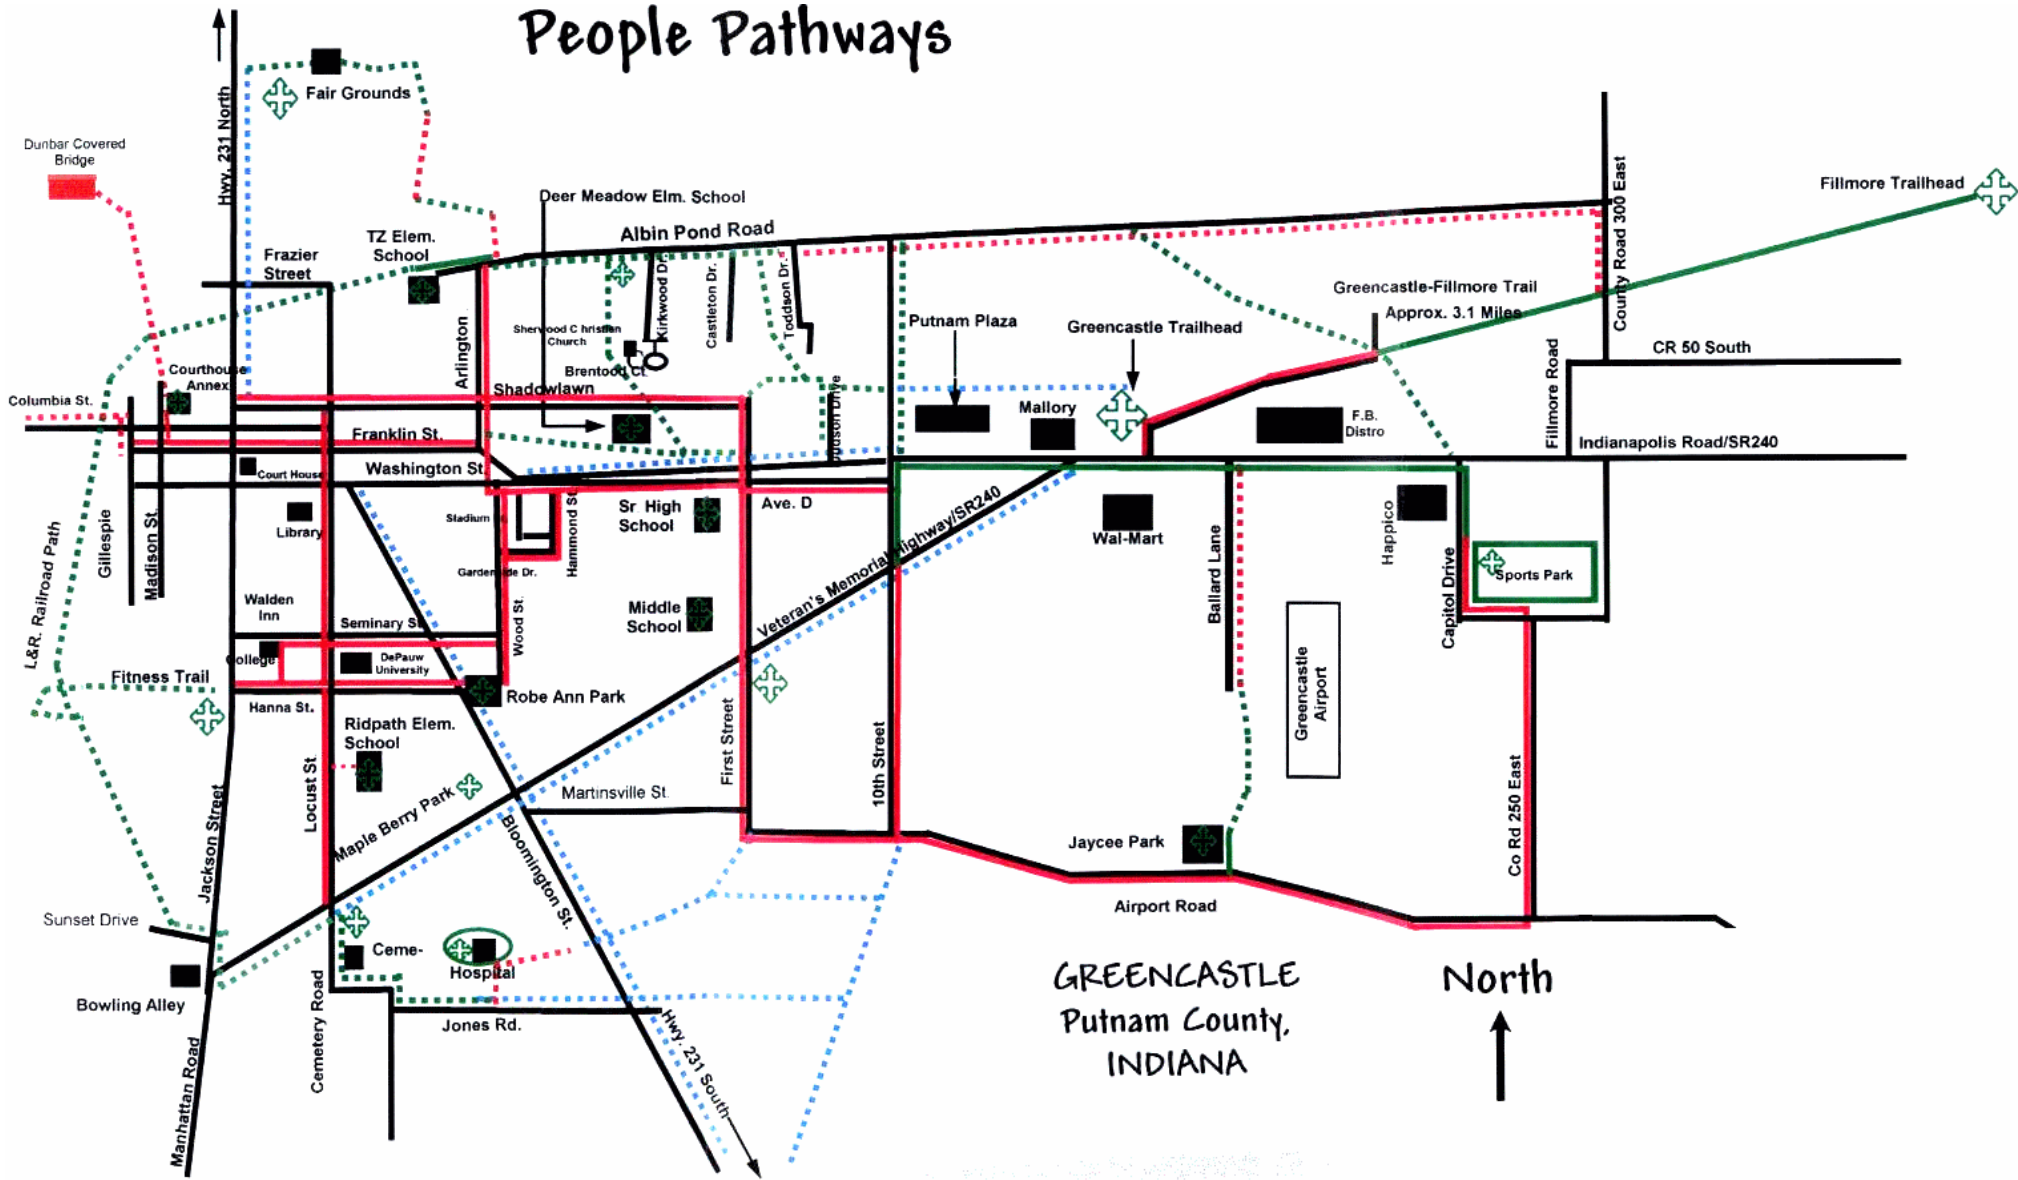 People Pathways
Hwy. 231 North
Fair Grounds
Dunbar Covered
Bridge
Deer Meadow Elm. School
Fillmore Trailhead
County Road 300 East
TZ Elem.
School
Albin Pond Road
Frazier
Street
Kirkwood Dr.
Castleton Dr.
Toddson Dr.
Greencastle-Fillmore Trail
Approx. 3.1 Miles
Putnam Plaza
Greencastle Trailhead
Sherwood Christian
Church
Arlington
Brentood Ct.
CR 50 South
Fillmore Road
Courthouse
Annex
Shadowlawn
Columbia St.
Mallory
F.B.
Distro
Franklin St.
Indianapolis Road/SR240
Washington St.
Court House
Library
Stadium
Hammond St.
Sr High
School
Ave. D
Wal-Mart
Happico
Gillespie
Madison St.
L&R. Railroad Path
Gardenside Dr.
Veteran's Memorial Highway/SR240
Ballard Lane
Capitol Drive
Sports Park
Walden
Inn
Seminary St.
Wood St.
Middle
School
College
DePauw
University
Fitness Trail
Greencastle
Airport
Hanna St.
Robe Ann Park
Ridpath Elem.
School
First Street
10th Street
Locust St.
Maple Berry Park
Martinsville St.
Jackson Street
Bloomington St.
Jaycee Park
Co Rd 250 East
Airport Road
Sunset Drive
Ceme-
Hospital
Bowling Alley
Cemetery Road
Jones Rd.
Manhattan Road
Hwy. 231 South
GREENCASTLE
Putnam County,
INDIANA
North